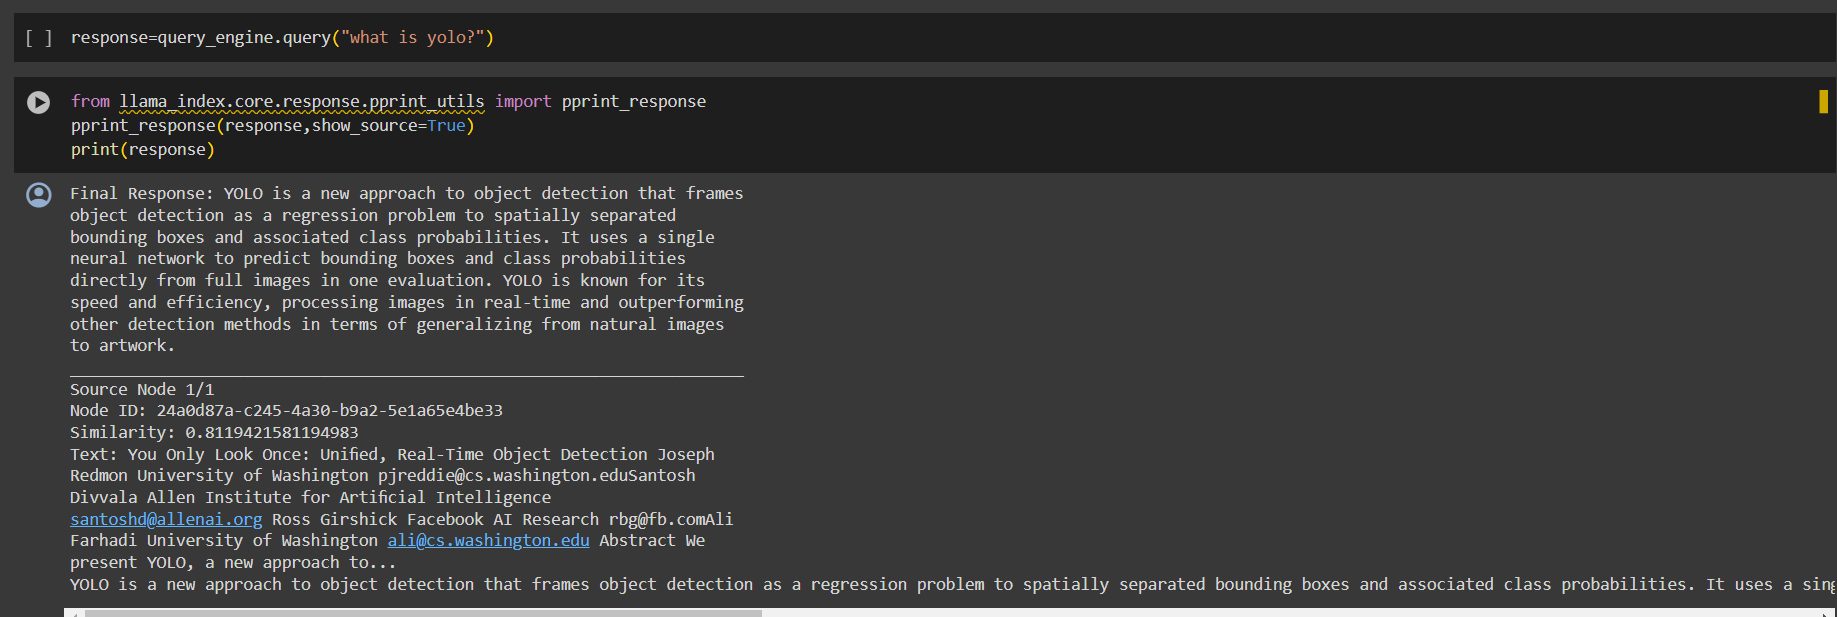 [ ] response=query_engine.query("what is yolo?")
from llama_index.core.response.pprint_utils import pprint_response
pprint_response(response,show_source=True)
print(response)
Final Response: YOLO is a new approach to object detection that frames
object detection as a regression problem to spatially separated
bounding boxes and associated class probabilities. It uses a single
neural network to predict bounding boxes and class probabilities
directly from full images in one evaluation. YOLO is known for its
speed and efficiency, processing images in real-time and outperforming
other detection methods in terms of generalizing from natural images
to artwork.
______________________________________________________________________
Source Node 1/1
Node ID: 24a0d87a-c245-4a30-b9a2-5e1a65e4be33
Similarity: 0.8119421581194983
Text: You Only Look Once: Unified, Real-Time Object Detection Joseph
Redmon University of Washington pjreddie@cs.washington.eduSantosh
Divvala Allen Institute for Artificial Intelligence
santoshd@allenai.org Ross Girshick Facebook AI Research rbg@fb.comAli
Farhadi University of Washington ali@cs.washington.edu Abstract We
present YOLO, a new approach to...
YOLO is a new approach to object detection that frames object detection as a regression problem to spatially separated bounding boxes and associated class probabilities. It uses a